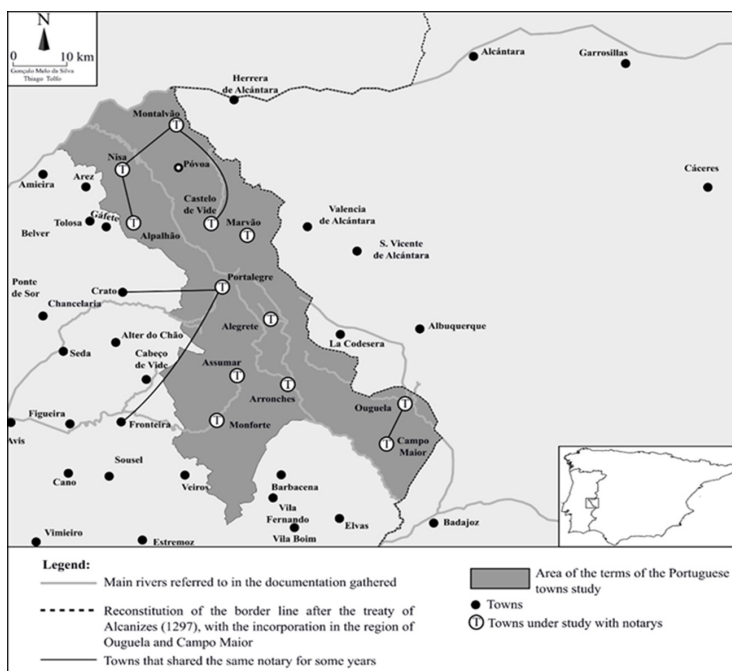 N
0 10 km
Gonçalo Melo da Silva
Thiago Tolfo
Alcántara
Garrosillas
Herrera
de Alcántara
Montalvão
Nisa
Póvoa
Cáceres
Amieira
Arez
Castelo
de Vide
Marvão
Valencia
de Alcántara
Tolosa
Gáfete
Belver
Alpalhão
S. Vicente
de Alcántara
Portalegre
Ponte
de Sor
Crato
Chancelaria
Alegrete
Albuquerque
La Codesera
Alter do Chão
Seda
Cabeço
de Vide
Assumar
Arronches
Ouguela
Figueira
Fronteira
Monforte
Campo
Maior
Avis
Sousel
Cano
Veiros
Barbacena
Vila
Fernando
Elvas
Badajoz
Vimieiro
Estremoz
Vila Boim
Legend:
Main rivers referred to in the documentation gathered
Reconstitution of the border line after the treaty of
Alcanizes (1297), with the incorporation in the region of
Ouguela and Campo Maior
Towns that shared the same notary for some years
Area of the terms of the Portuguese
towns study
Towns
T Towns under study with notarys